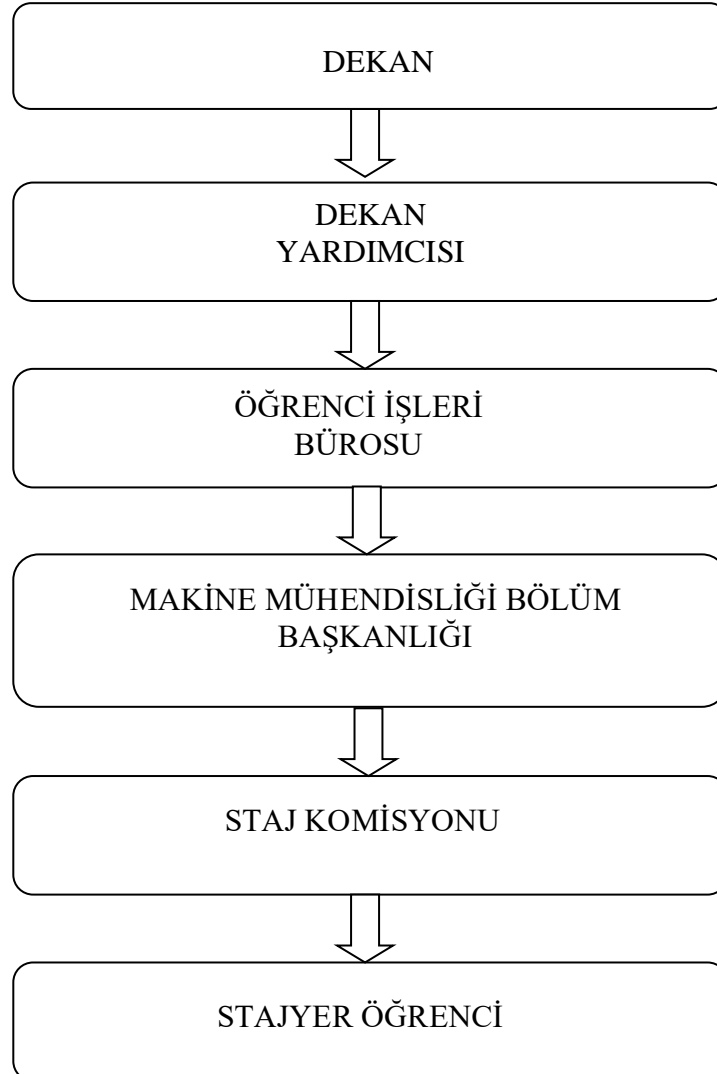 DEKAN
DEKAN
YARDIMCISI
ÖĞRENCİ İŞLERİ
BÜROSU
MAKİNE MÜHENDİSLİĞİ BÖLÜM
BAŞKANLIĞI
STAJ KOMİSYONU
STAJYER ÖĞRENCİ